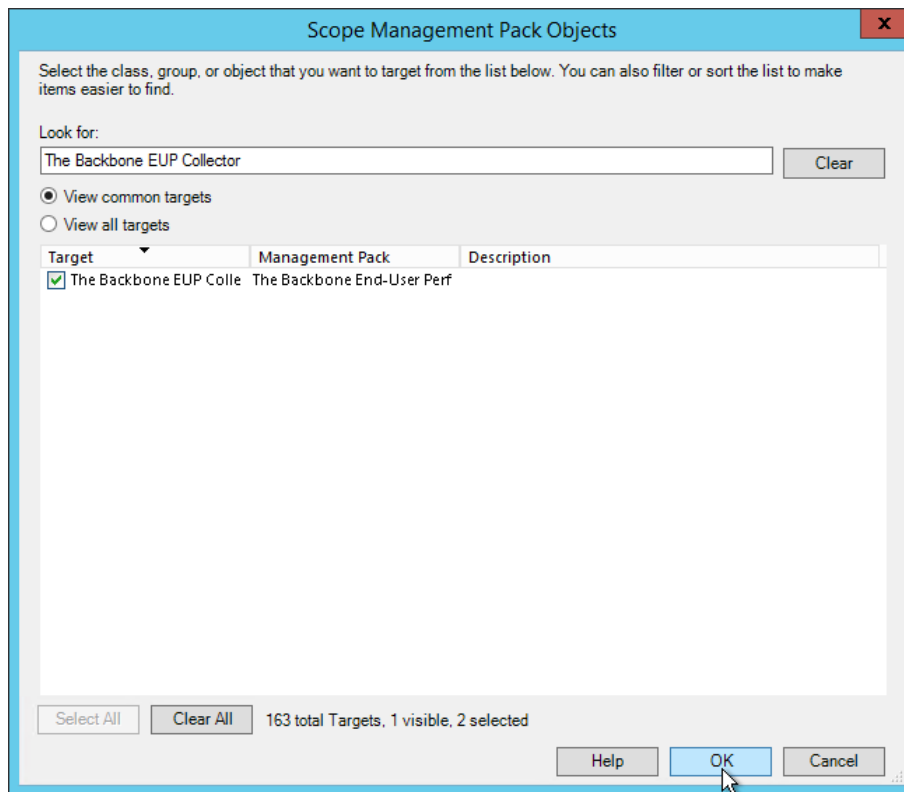 Scope Management Pack Objects
x
Select the class, group, or object that you want to target from the list below. You can also filter or sort the list to make
items easier to find.
Look for:
The Backbone EUP Collector
Clear
View common targets
View all targets
Target Management Pack Description
The Backbone EUP Colle The Backbone End-User Perf
Select All Clear All 163 total Targets, 1 visible, 2 selected
Help OK Cancel